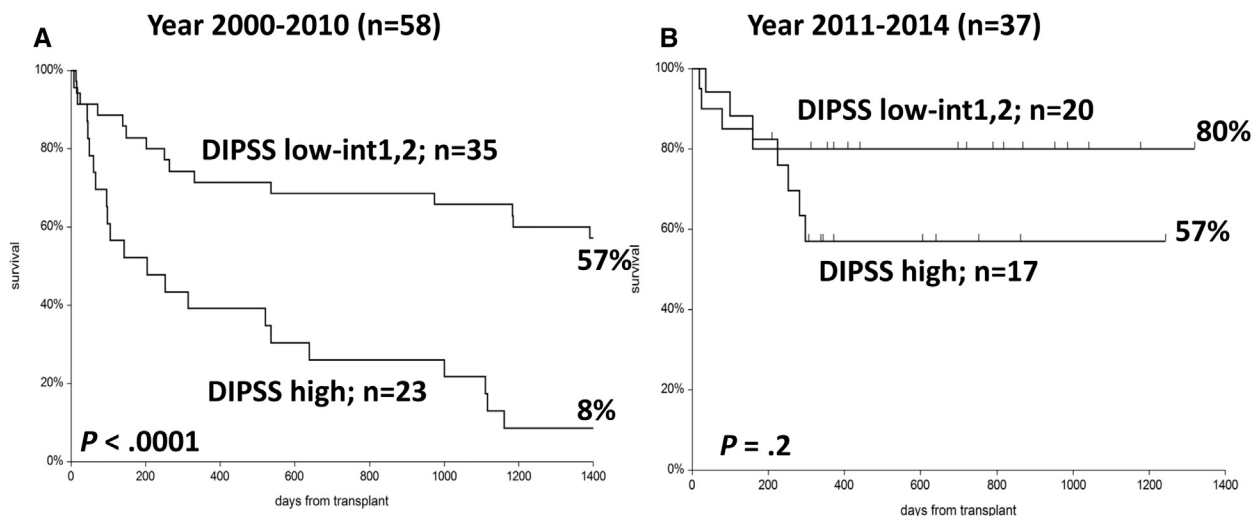 A
Year 2000-2010 (n=58)
100%
80%
60%
40%
20%
0%
survival
DIPSS low-int1,2; n=35
57%
DIPSS high; n=23
8%
P < .0001
0 200 400 600 800 1000 1200 1400
days from transplant
B
Year 2011-2014 (n=37)
100%
80%
60%
40%
20%
0%
survival
DIPSS low-int1,2; n=20
80%
57%
DIPSS high; n=17
P = .2
0 200 400 600 800 1000 1200 1400
days from transplant